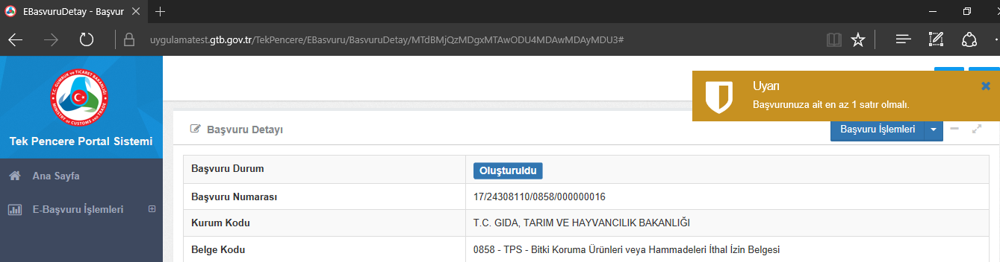 EBasvuruDetay - Başvur
uygulamatest.gtb.gov.tr/TekPencere/EBasvuru/BasvuruDetay/MTdBMjQzMDgxMTAwODU4MDAwMDAyMDU3#
T.C. GÜMRÜK VE TİCARET BAKANLIĞI
MINISTRY OF CUSTOMS AND TRADE
Tek Pencere Portal Sistemi
Ana Sayfa
E-Başvuru İşlemleri
Uyarı
Başvurunuza ait en az 1 satır olmalı.
Başvuru Detayı
Başvuru İşlemleri
Başvuru Durum Oluşturuldu
Başvuru Numarası 17/24308110/0858/000000016
Kurum Kodu T.C. GIDA, TARIM VE HAYVANCILIK BAKANLIĞI
Belge Kodu 0858 - TPS - Bitki Koruma Ürünleri veya Hammadeleri İthal İzin Belgesi